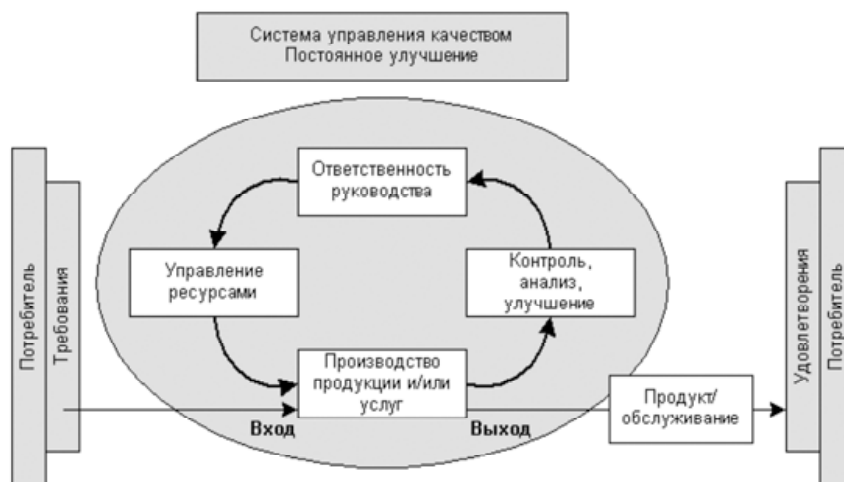 Система управления качеством
Постоянное улучшение
Потребитель
Требования
Ответственность
руководства
Управление
ресурсами
Контроль,
анализ,
улучшение
Производство
продукции и/или
услуг
Вход
Выход
Продукт/
обслуживание
Удовлетворения
Потребитель